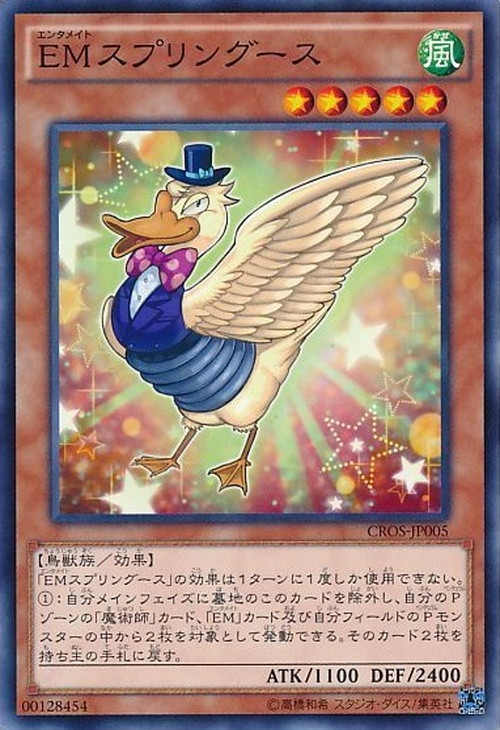 エンタメイト
EMスプリングース
風
CROS-JP005
【鳥獣族／効果】
「EMスプリングース」の効果は1ターンに1度しか使用できない。
①：自分メインフェイズに墓地のこのカードを除外し、自分のP
ゾーンの「魔術師」カード、「EM」カード及び自分フィールドのPモン
スターの中から2枚を対象として発動できる。そのカード2枚を
持ち主の手札に戻す。
ATK/1100 DEF/2400
00128454
©高橋和希 スタジオ・ダイス/集英社